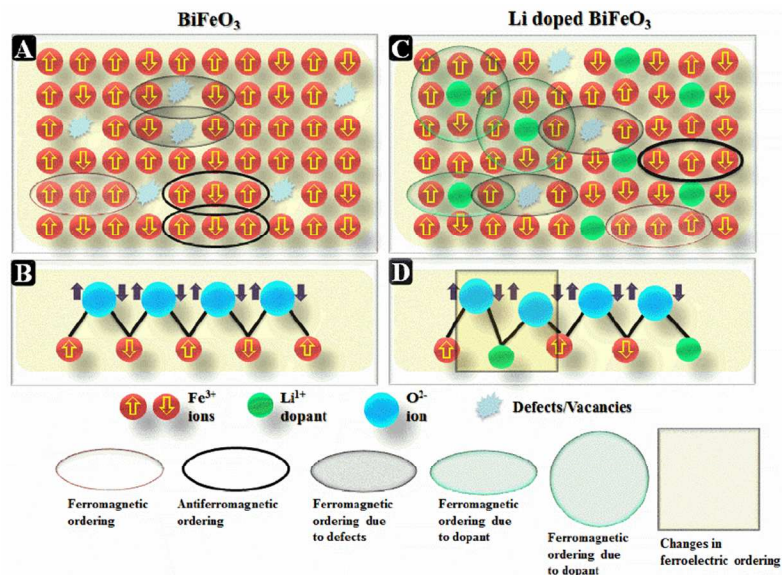 BiFeO3
Li doped BiFeO3
A
C
B
D
Fe3+
ions
Li1+
dopant
O2-
ion
Defects/Vacancies
Ferromagnetic
ordering
Antiferromagnetic
ordering
Ferromagnetic
ordering due
to defects
Ferromagnetic
ordering due
to dopant
Ferromagnetic
ordering due
to dopant
Changes in
ferroelectric ordering